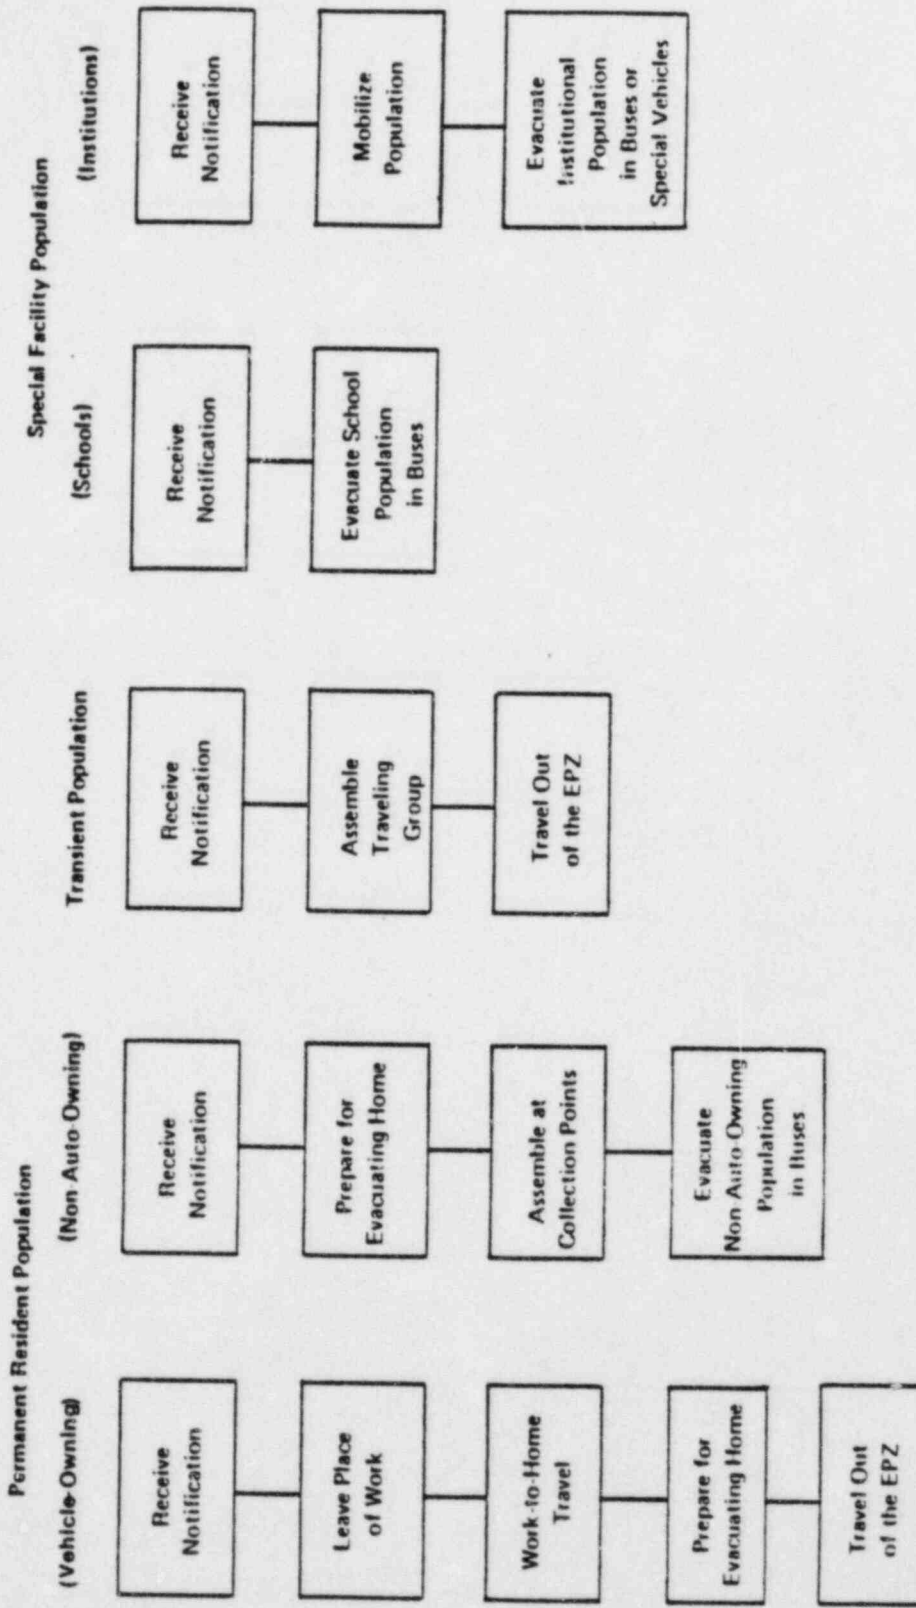 Permanent Resident Population
(Vehicle-Owning)
Receive
Notification
Leave Place
of Work
Work-to-Home
Travel
Prepare for
Evacuating Home
Travel Out
of the EPZ
(Non Auto-Owning)
Receive
Notification
Prepare for
Evacuating Home
Assemble at
Collection Points
Evacuate
Non Auto-Owning
Population
in Buses
Transient Population
Receive
Notification
Assemble
Traveling
Group
Travel Out
of the EPZ
Special Facility Population
(Schools)
Receive
Notification
Evacuate School
Population
in Buses
(Institutions)
Receive
Notification
Mobilize
Population
Evacuate
Institutional
Population
in Buses or
Special Vehicles